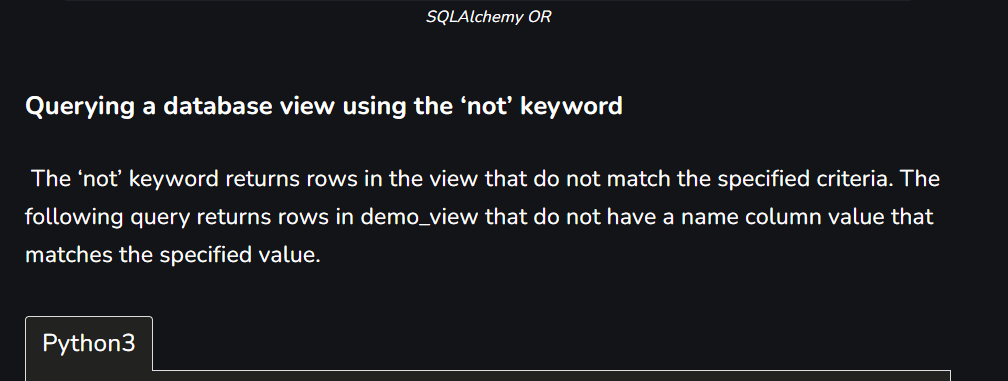 SQLAlchemy OR
Querying a database view using the ‘not’ keyword
The ‘not’ keyword returns rows in the view that do not match the specified criteria. The
following query returns rows in demo_view that do not have a name column value that
matches the specified value.
Python3